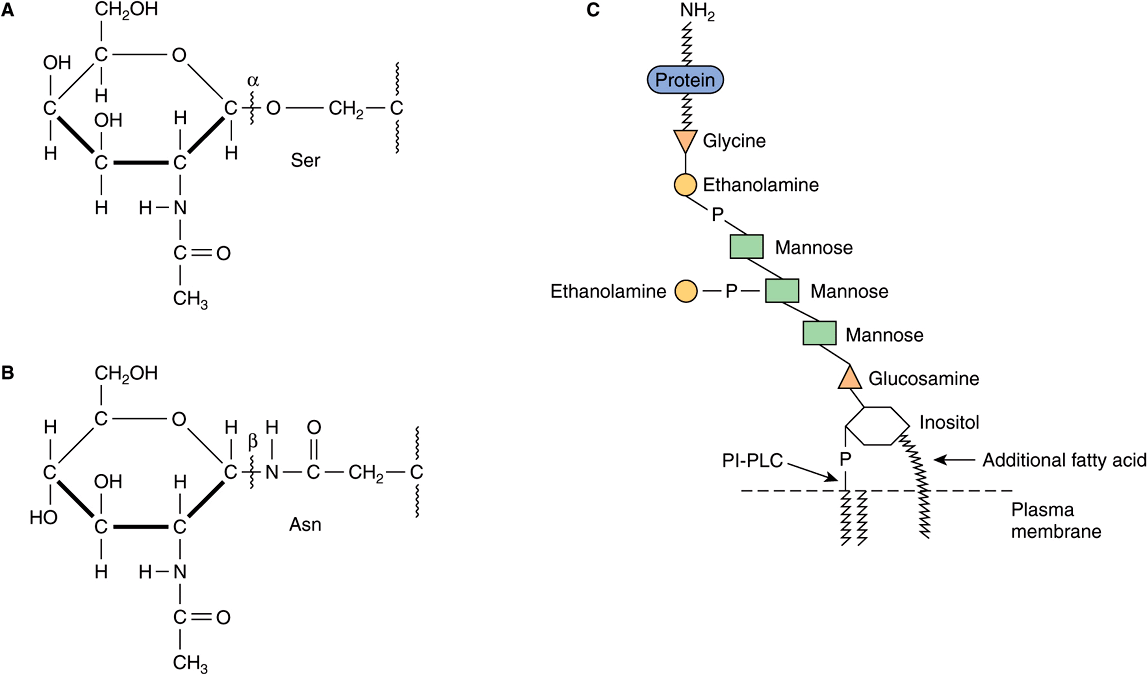 A
CH₂OH
C
O
OH
H
α
C
OH
H
C
O
CH₂
C
H
H
Ser
C
C
H
H
N
C
O
CH₃
B
CH₂OH
C
O
H
H
β
H
O
C
OH
H
C
N
C
CH₂
C
HO
C
C
Asn
H
H
N
C
O
CH₃
C
NH₂
Protein
Glycine
Ethanolamine
P
Mannose
Ethanolamine
P
Mannose
Mannose
Glucosamine
Inositol
PI-PLC
P
Additional fatty acid
Plasma
membrane